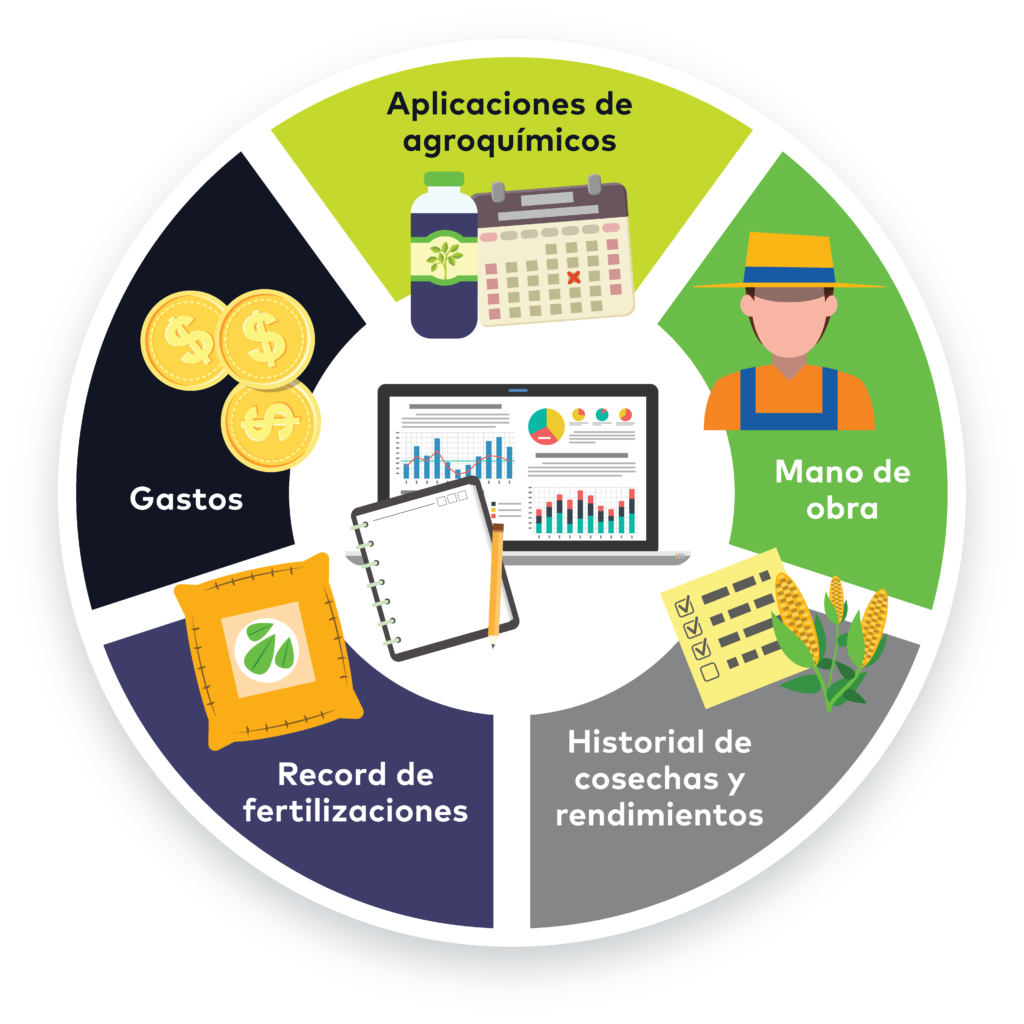 Aplicaciones de
agroquímicos
Mano de
obra
Historial de
cosechas y
rendimientos
Record de
fertilizaciones
Gastos
$
$
$